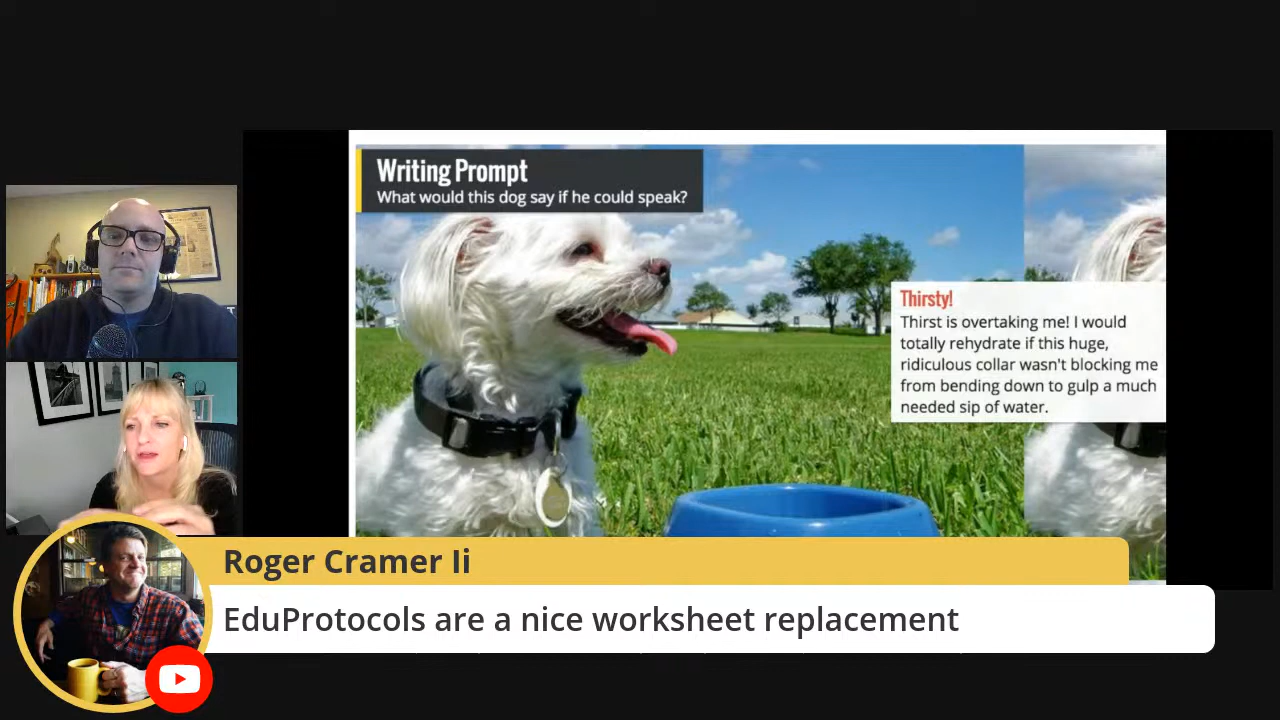 Writing Prompt
What would this dog say if he could speak?
Thirsty!
Thirst is overtaking me! I would
totally rehydrate if this huge,
ridiculous collar wasn't blocking me
from bending down to gulp a much
needed sip of water.
Roger Cramer Ii
EduProtocols are a nice worksheet replacement